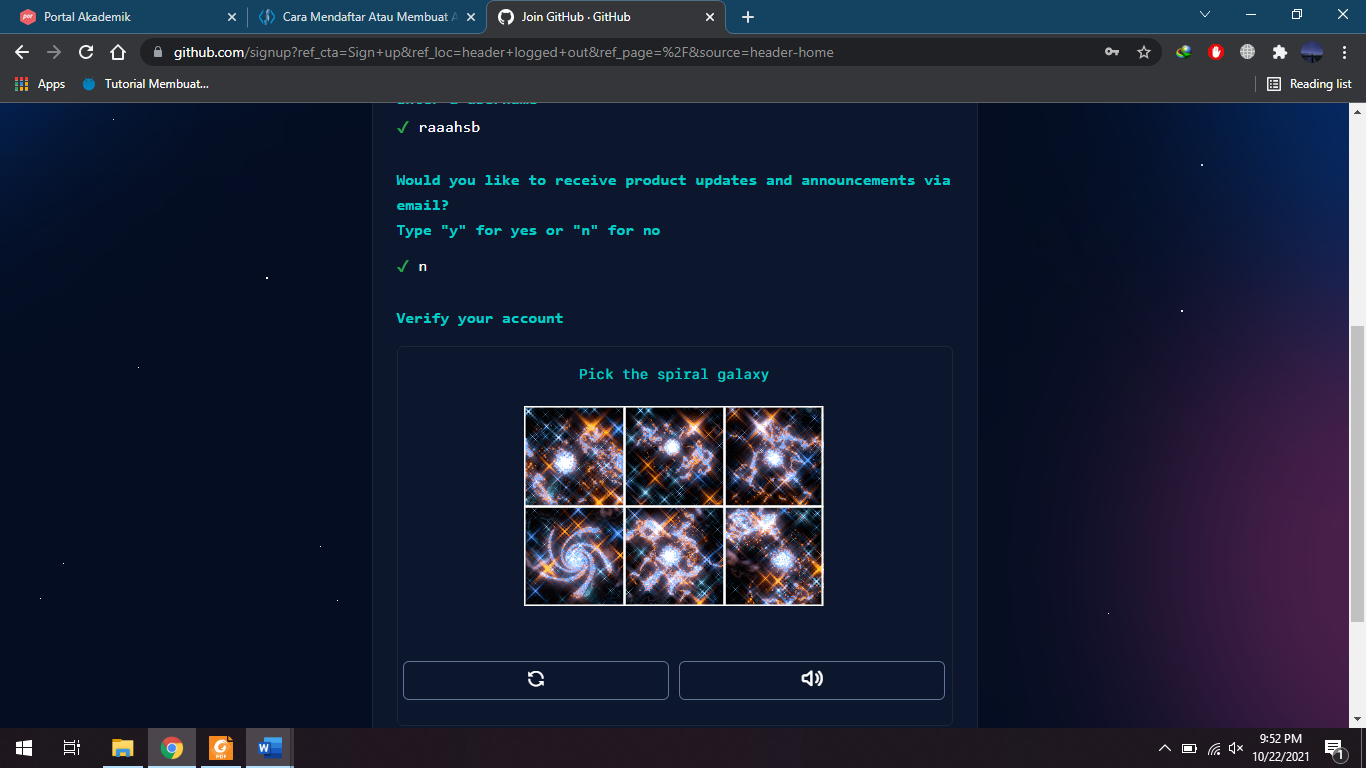 Portal Akademik
Cara Mendaftar Atau Membuat A
Join GitHub · GitHub
github.com/signup?ref_cta=Sign+up&ref_loc=header+logged+out&ref_page=%2F&source=header-home
Apps
Tutorial Membuat...
Reading list
raaahsb
Would you like to receive product updates and announcements via
email?
Type "y" for yes or "n" for no
n
Verify your account
Pick the spiral galaxy
9:52 PM
10/22/2021
1